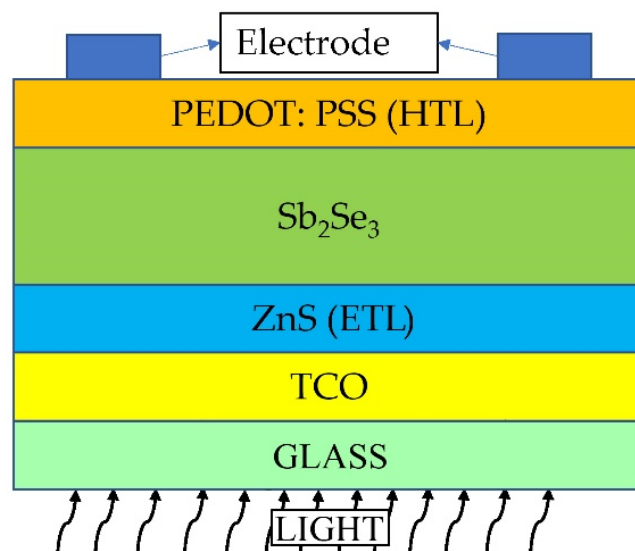 Electrode
PEDOT: PSS (HTL)
Sb₂Se₃
ZnS (ETL)
TCO
GLASS
LIGHT